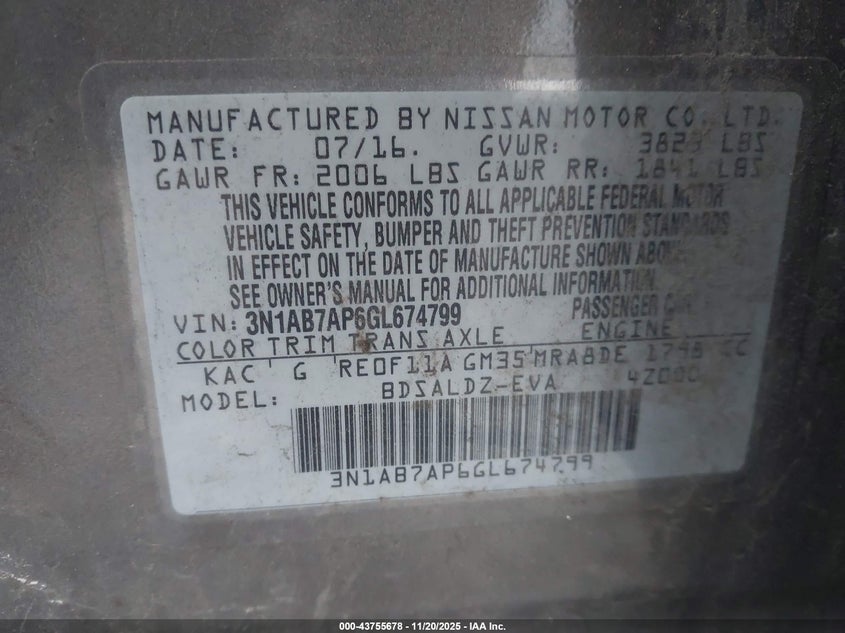 MANUFACTURED BY NISSAN MOTOR CO., LTD.
DATE: 07/16. GVWR: 3823 LBS
GAWR FR: 2006 LBS GAWR RR: 1841 LBS
THIS VEHICLE CONFORMS TO ALL APPLICABLE FEDERAL MOTOR
VEHICLE SAFETY, BUMPER AND THEFT PREVENTION STANDARDS
IN EFFECT ON THE DATE OF MANUFACTURE SHOWN ABOVE.
SEE OWNER'S MANUAL FOR ADDITIONAL INFORMATION.
VIN: 3N1AB7AP6GL674799 PASSENGER CAR
COLOR TRIM TRANS AXLE ENGINE
KAC G RE0F11A GM35 MRA8DE 1798 CC
MODEL: BDSALDZ-EVA
3N1AB7AP6GL674799
000-43755678 - 11/20/2025 - IAA Inc.